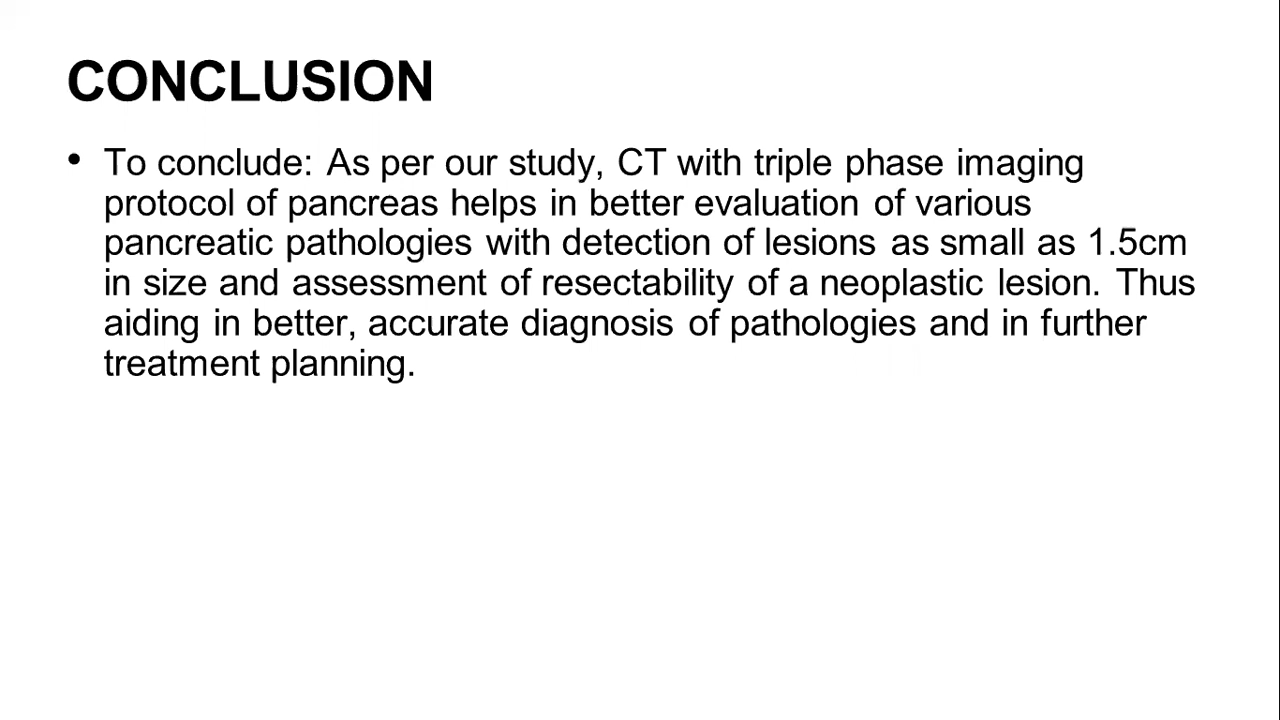 CONCLUSION
• To conclude: As per our study, CT with triple phase imaging
protocol of pancreas helps in better evaluation of various
pancreatic pathologies with detection of lesions as small as 1.5cm
in size and assessment of resectability of a neoplastic lesion. Thus
aiding in better, accurate diagnosis of pathologies and in further
treatment planning.